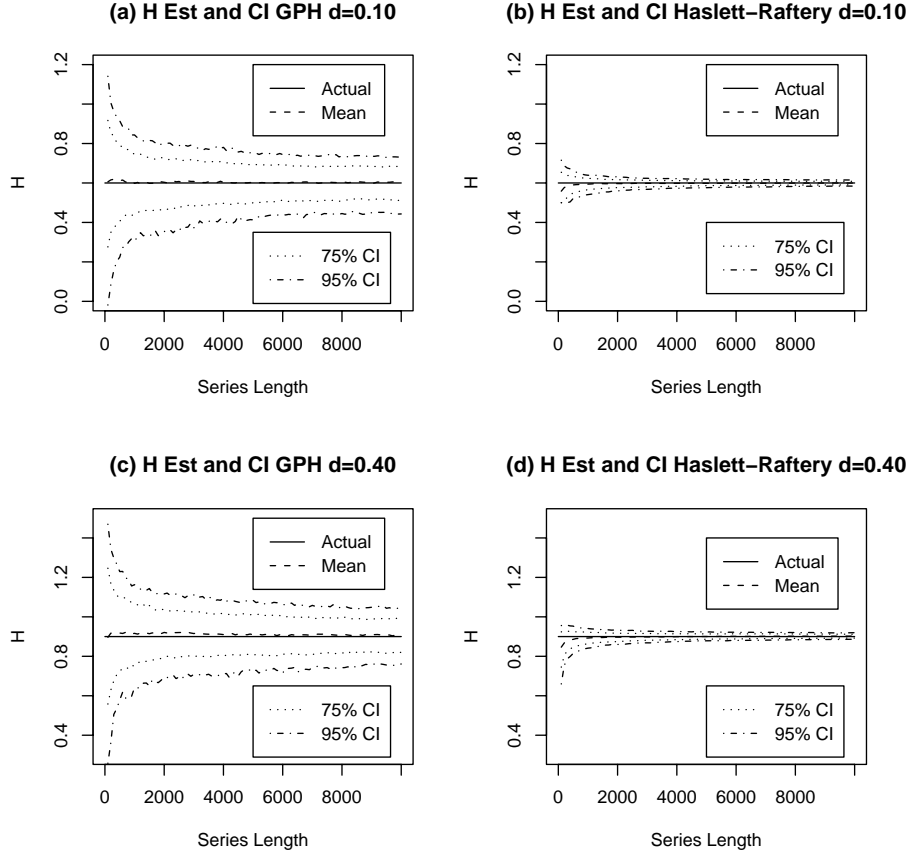 (a) H Est and CI GPH d=0.10
H
1.2
0.8
0.4
0.0
Actual
Mean
75% CI
95% CI
0 2000 4000 6000 8000
Series Length
(b) H Est and CI Haslett−Raftery d=0.10
H
1.2
0.8
0.4
0.0
Actual
Mean
75% CI
95% CI
0 2000 4000 6000 8000
Series Length
(c) H Est and CI GPH d=0.40
H
1.2
0.8
0.4
Actual
Mean
75% CI
95% CI
0 2000 4000 6000 8000
Series Length
(d) H Est and CI Haslett−Raftery d=0.40
H
1.2
0.8
0.4
Actual
Mean
75% CI
95% CI
0 2000 4000 6000 8000
Series Length